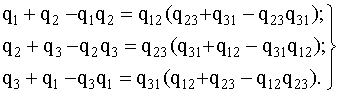 q₁ + q₂ −q₁q₂ = q₁₂(q₂₃+q₃₁ − q₂₃q₃₁);
q₂ + q₃ −q₂q₃ = q₂₃(q₃₁+q₁₂ − q₃₁q₁₂);
q₃ + q₁ −q₃q₁ = q₃₁(q₁₂+q₂₃ − q₁₂q₂₃).